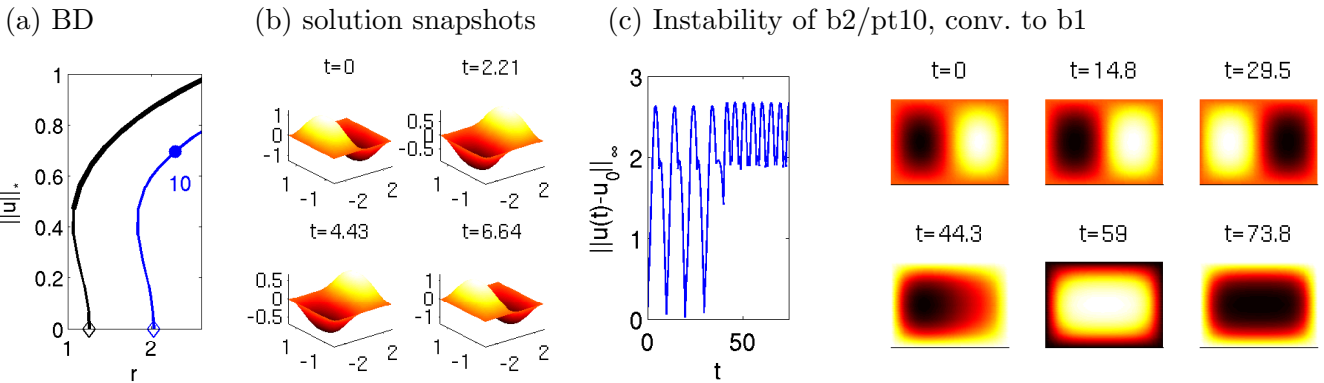 (a) BD
(b) solution snapshots
(c) Instability of b2/pt10, conv. to b1
||u||*
1
0.8
0.6
0.4
0.2
0
1
2
r
10
t=0
t=2.21
1
0
-1
1
-1
-2
2
0.5
0
-0.5
1
-1
-2
2
t=4.43
t=6.64
0.5
0
-0.5
1
-1
-2
2
1
0
-1
1
-1
-2
2
||u(t)-u0||∞
3
2
1
0
0
50
t
t=0
t=14.8
t=29.5
t=44.3
t=59
t=73.8